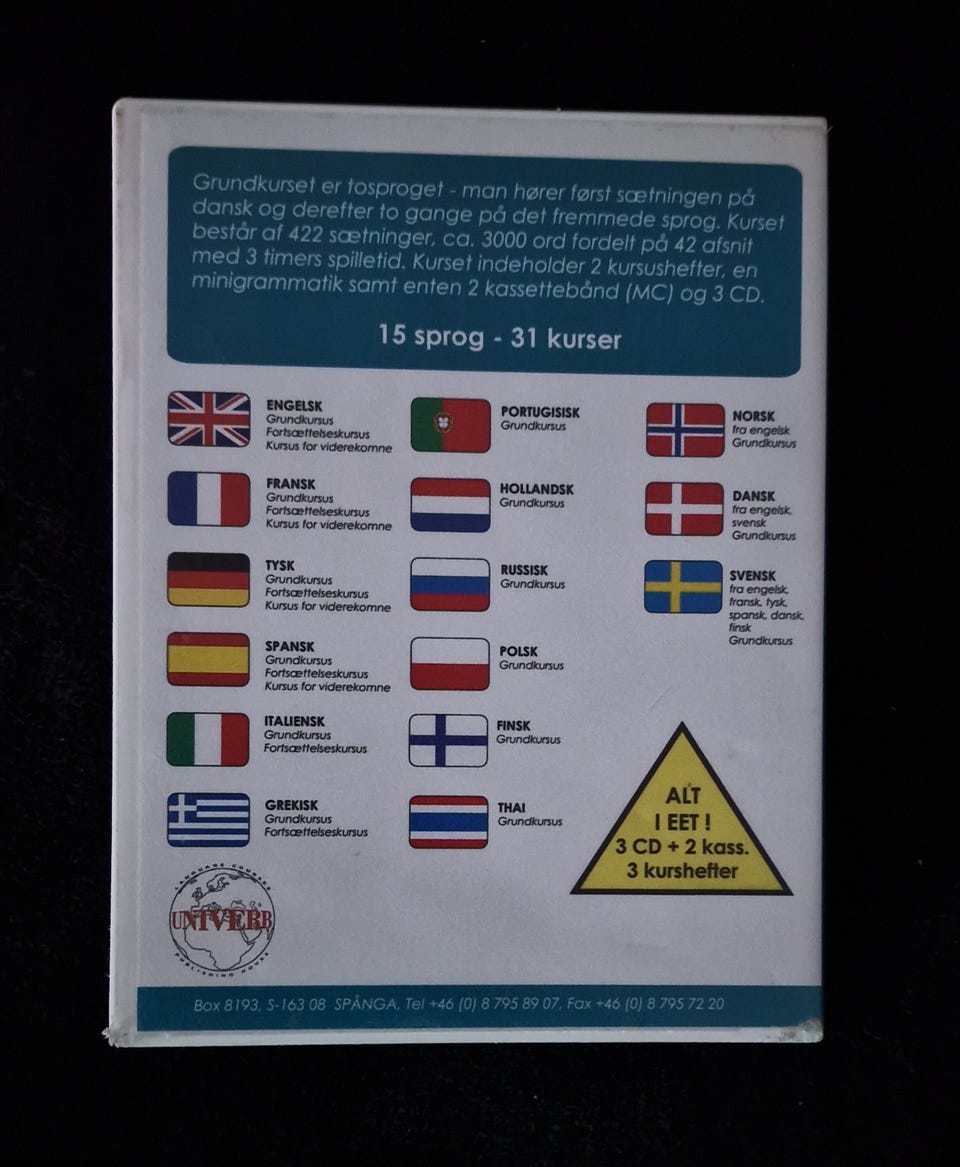 Grundkurset er tosproget - man hører først sætningen på
dansk og derefter to gange på det fremmede sprog. Kurset
består af 422 sætninger, ca. 3000 ord fordelt på 42 afsnit
med 3 timers spilletid. Kurset indeholder 2 kursushefter, en
minigrammatik samt enten 2 kassettebånd (MC) og 3 CD.
15 sprog - 31 kurser
ENGELSK
Grundkursus
Fortsættelseskursus
Kursus for viderekomne
FRANSK
Grundkursus
Fortsættelseskursus
Kursus for viderekomne
TYSK
Grundkursus
Fortsættelseskursus
Kursus for viderekomne
SPANSK
Grundkursus
Fortsættelseskursus
Kursus for viderekomne
ITALIENSK
Grundkursus
Fortsættelseskursus
GREKISK
Grundkursus
Fortsættelseskursus
PORTUGISISK
Grundkursus
HOLLANDSK
Grundkursus
RUSSISK
Grundkursus
POLSK
Grundkursus
FINSK
Grundkursus
THAI
Grundkursus
NORSK
fra engelsk
Grundkursus
DANSK
fra engelsk,
svensk
Grundkursus
SVENSK
fra engelsk,
fransk, tysk,
spansk, dansk,
finsk
Grundkursus
ALT
I EET !
3 CD + 2 kass.
3 kurshefter
LANGUAGE COURSES
UNIVERB
PUBLISHING HOUSE
Box 8193, S-163 08 SPÅNGA, Tel +46 (0) 8 795 89 07, Fax +46 (0) 8 795 72 20